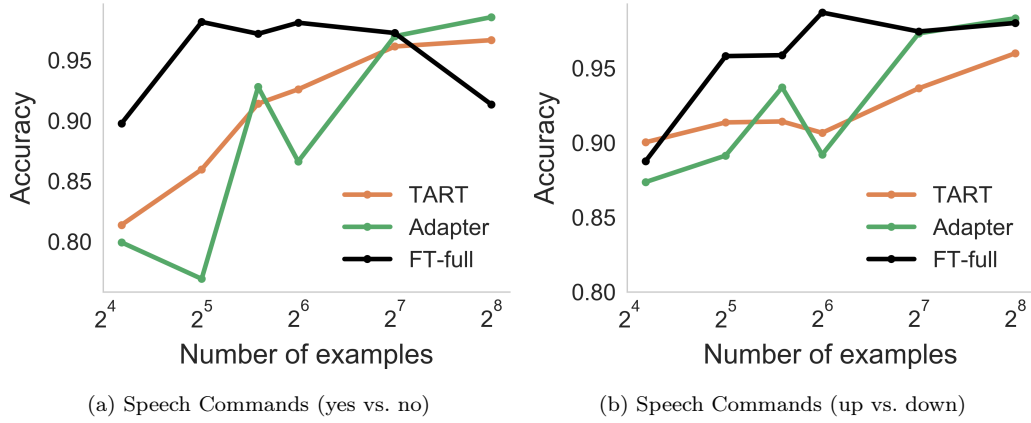 0.95
0.90
0.85
0.80
Accuracy
TART
Adapter
FT-full
2^4 2^5 2^6 2^7 2^8
Number of examples
(a) Speech Commands (yes vs. no)
0.95
0.90
0.85
0.80
Accuracy
TART
Adapter
FT-full
2^4 2^5 2^6 2^7 2^8
Number of examples
(b) Speech Commands (up vs. down)